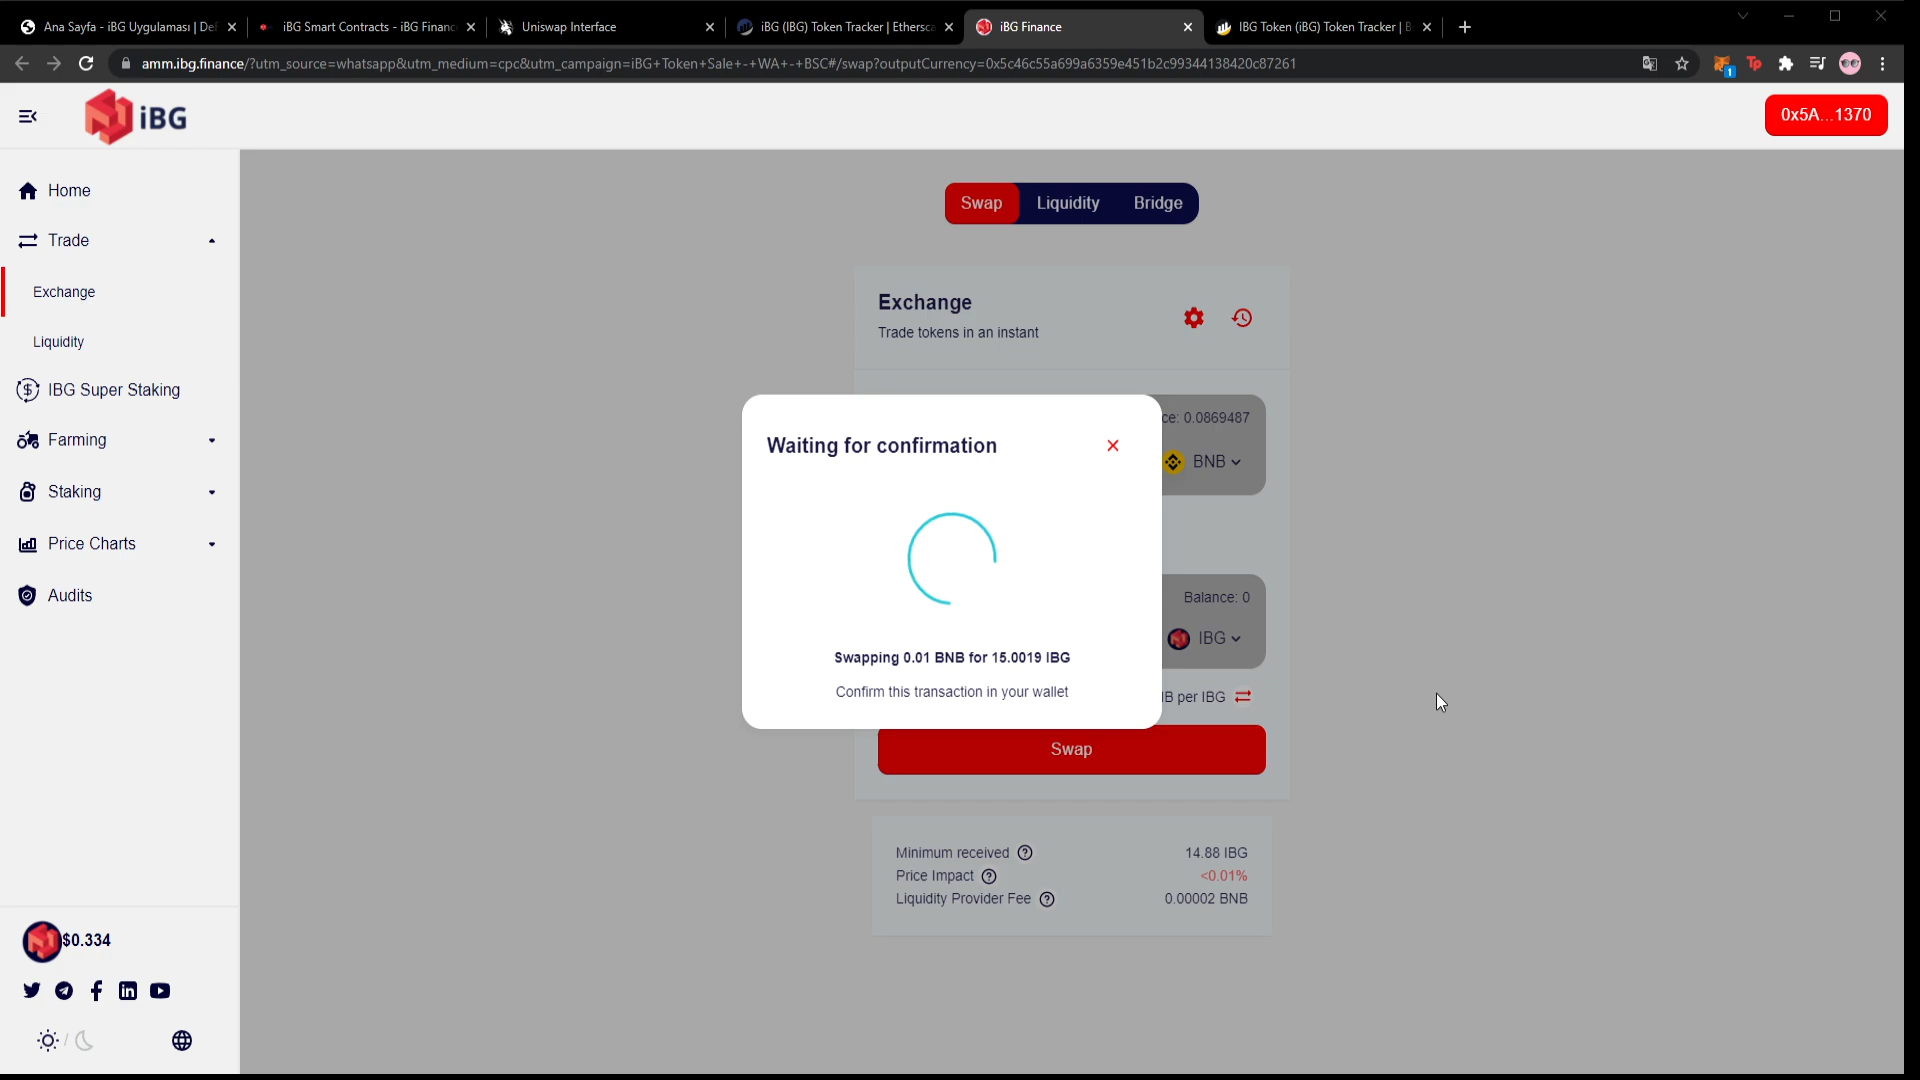 Ana Sayfa - iBG Uygulaması | DeF
iBG Smart Contracts - iBG Financ
Uniswap Interface
iBG (IBG) Token Tracker | Ethersca
iBG Finance
IBG Token (iBG) Token Tracker | B
amm.ibg.finance/?utm_source=whatsapp&utm_medium=cpc&utm_campaign=iBG+Token+Sale+-+WA+-+BSC#/swap?outputCurrency=0x5c46c55a699a6359e451b2c99344138420c87261
1
Tp
iBG
0x5A...1370
Home
Trade
Exchange
Liquidity
IBG Super Staking
Farming
Staking
Price Charts
Audits
$0.334
/
Swap
Liquidity
Bridge
Exchange
Trade tokens in an instant
ce: 0.0869487
BNB
Waiting for confirmation
Swapping 0.01 BNB for 15.0019 IBG
Confirm this transaction in your wallet
Balance: 0
IBG
per IBG
Swap
Minimum received ?
14.88 IBG
Price Impact ?
<0.01%
Liquidity Provider Fee ?
0.00002 BNB